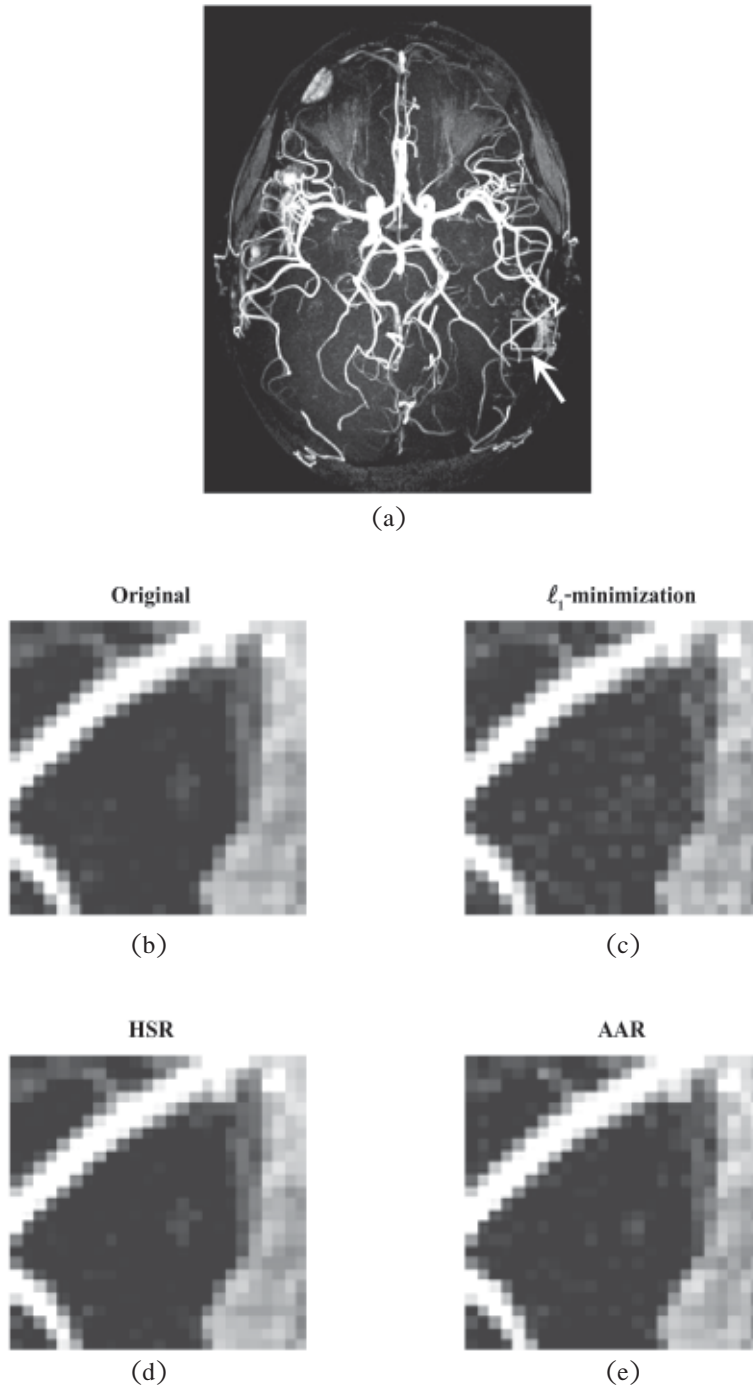 (a)
Original
ℓ₁-minimization
(b)
(c)
HSR
AAR
(d)
(e)